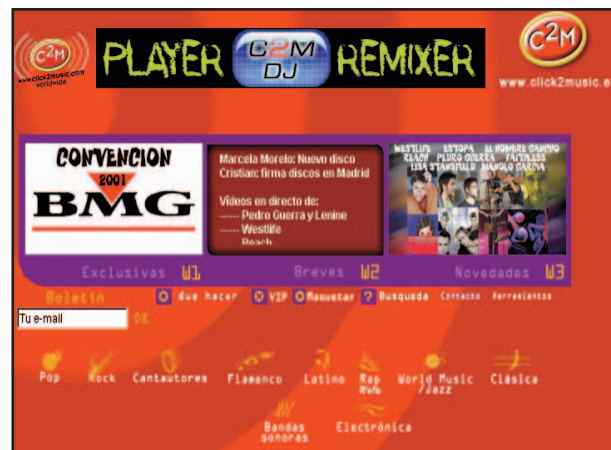 C2M
www.click2music.com
worldwide
PLAYER C2M DJ REMIXER
C2M
www.click2music.e
CONVENCION
2001
BMG
Marcela Morelo: Nuevo disco
Cristian: firma discos en Madrid
Vídeos en directo de:
----- Pedro Guerra y Lenine
----- Westlife
----- Reach
WESTLIFE ESTOPA EL HOMBRE GANCHO
REACH PEDRO GUERRA FAITHLESS
LISA STANSFIELD MANOLO GARCIA
Exclusivas W1
Breves W2
Novedades W3
Boletín
Que hacer VIP Maquetas ? Busqueda Contacto Herramientas
Tu e-mail OK
Pop Rock Cantautores Flamenco Latino Rap World Music Clásica
R'N'B /Jazz
Bandas Electrónica
sonoras